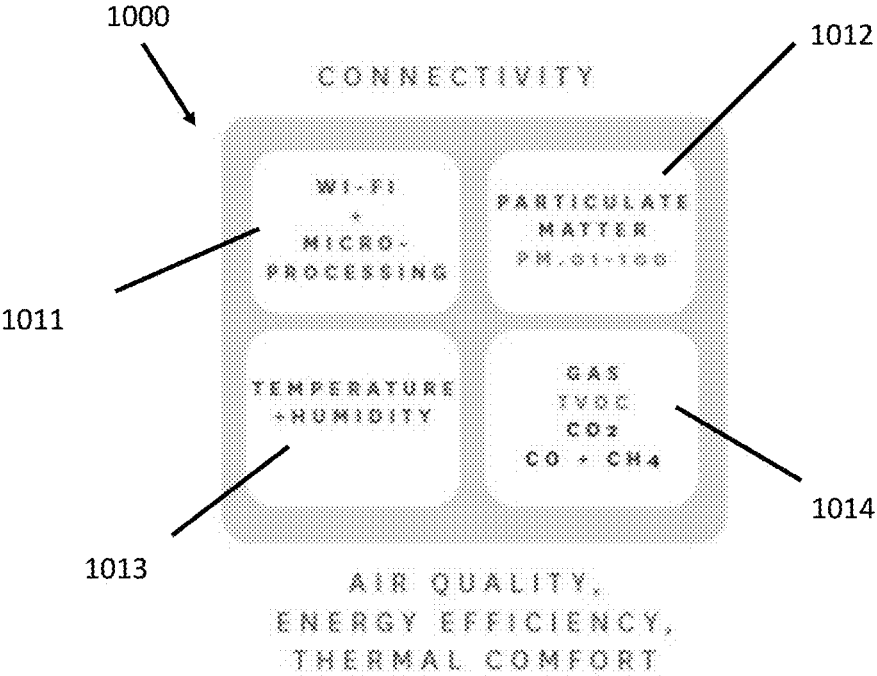 1000
1012
CONNECTIVITY
WI-FI
+
MICRO-
PROCESSING
PARTICULATE
MATTER
PM.01-100
1011
TEMPERATURE
+HUMIDITY
GAS
TVOC
CO2
CO + CH4
1014
1013
AIR QUALITY,
ENERGY EFFICIENCY,
THERMAL COMFORT